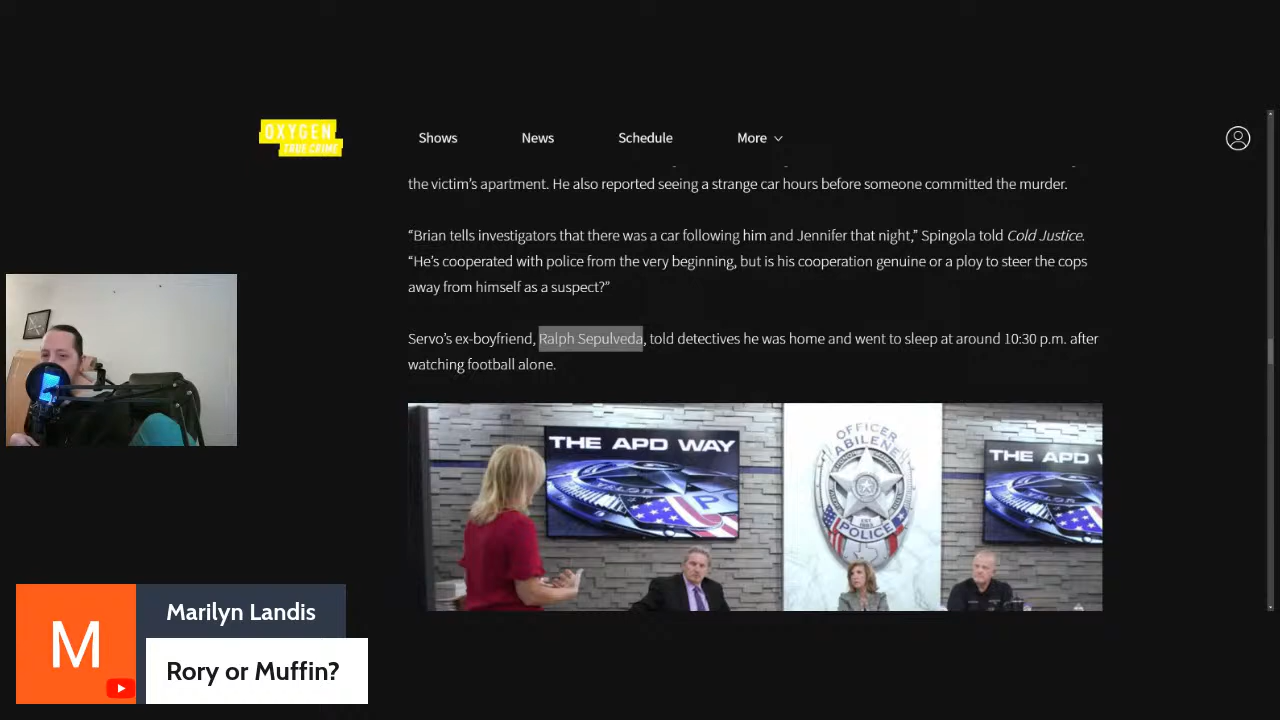 OXYGEN
TRUE CRIME
Shows
News
Schedule
More
the victim’s apartment. He also reported seeing a strange car hours before someone committed the murder.
“Brian tells investigators that there was a car following him and Jennifer that night,” Spingola told Cold Justice.
“He’s cooperated with police from the very beginning, but is his cooperation genuine or a ploy to steer the cops
away from himself as a suspect?”
Servo’s ex-boyfriend, Ralph Sepulveda, told detectives he was home and went to sleep at around 10:30 p.m. after
watching football alone.
THE APD WAY
OFFICER
ABILENE
POLICE
THE APD WAY
M
Marilyn Landis
Rory or Muffin?